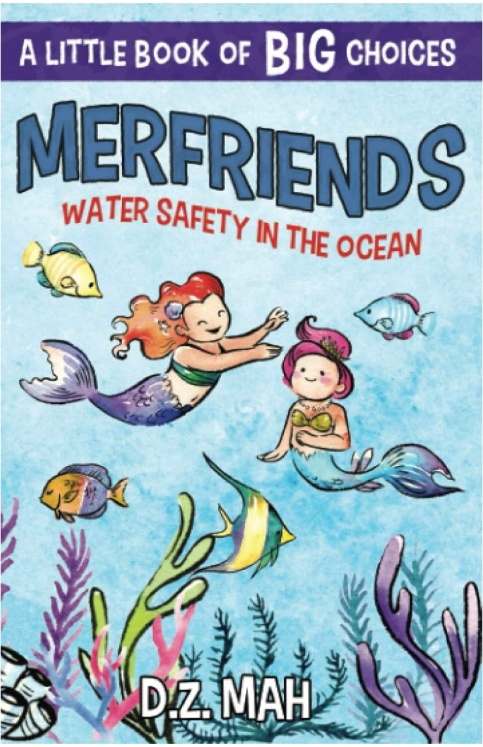 A LITTLE BOOK OF BIG CHOICES
MERFRIENDS
WATER SAFETY IN THE OCEAN
D.Z. MAH